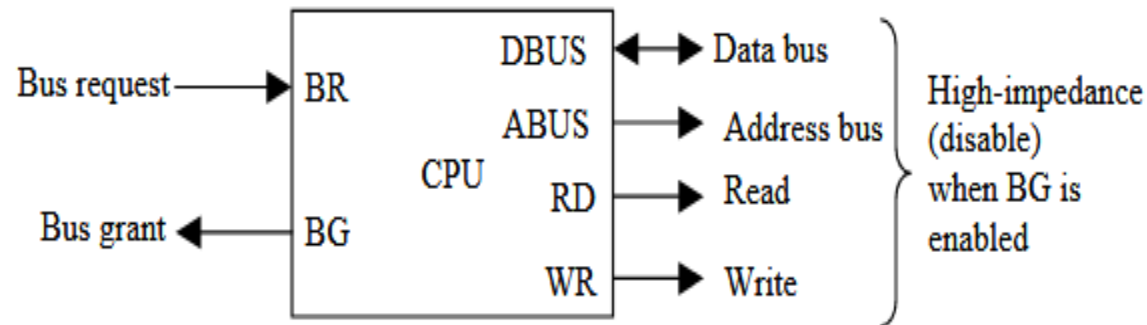 Bus request
BR
Bus grant
BG
CPU
DBUS
Data bus
ABUS
Address bus
RD
Read
WR
Write
High-impedance
(disable)
when BG is
enabled